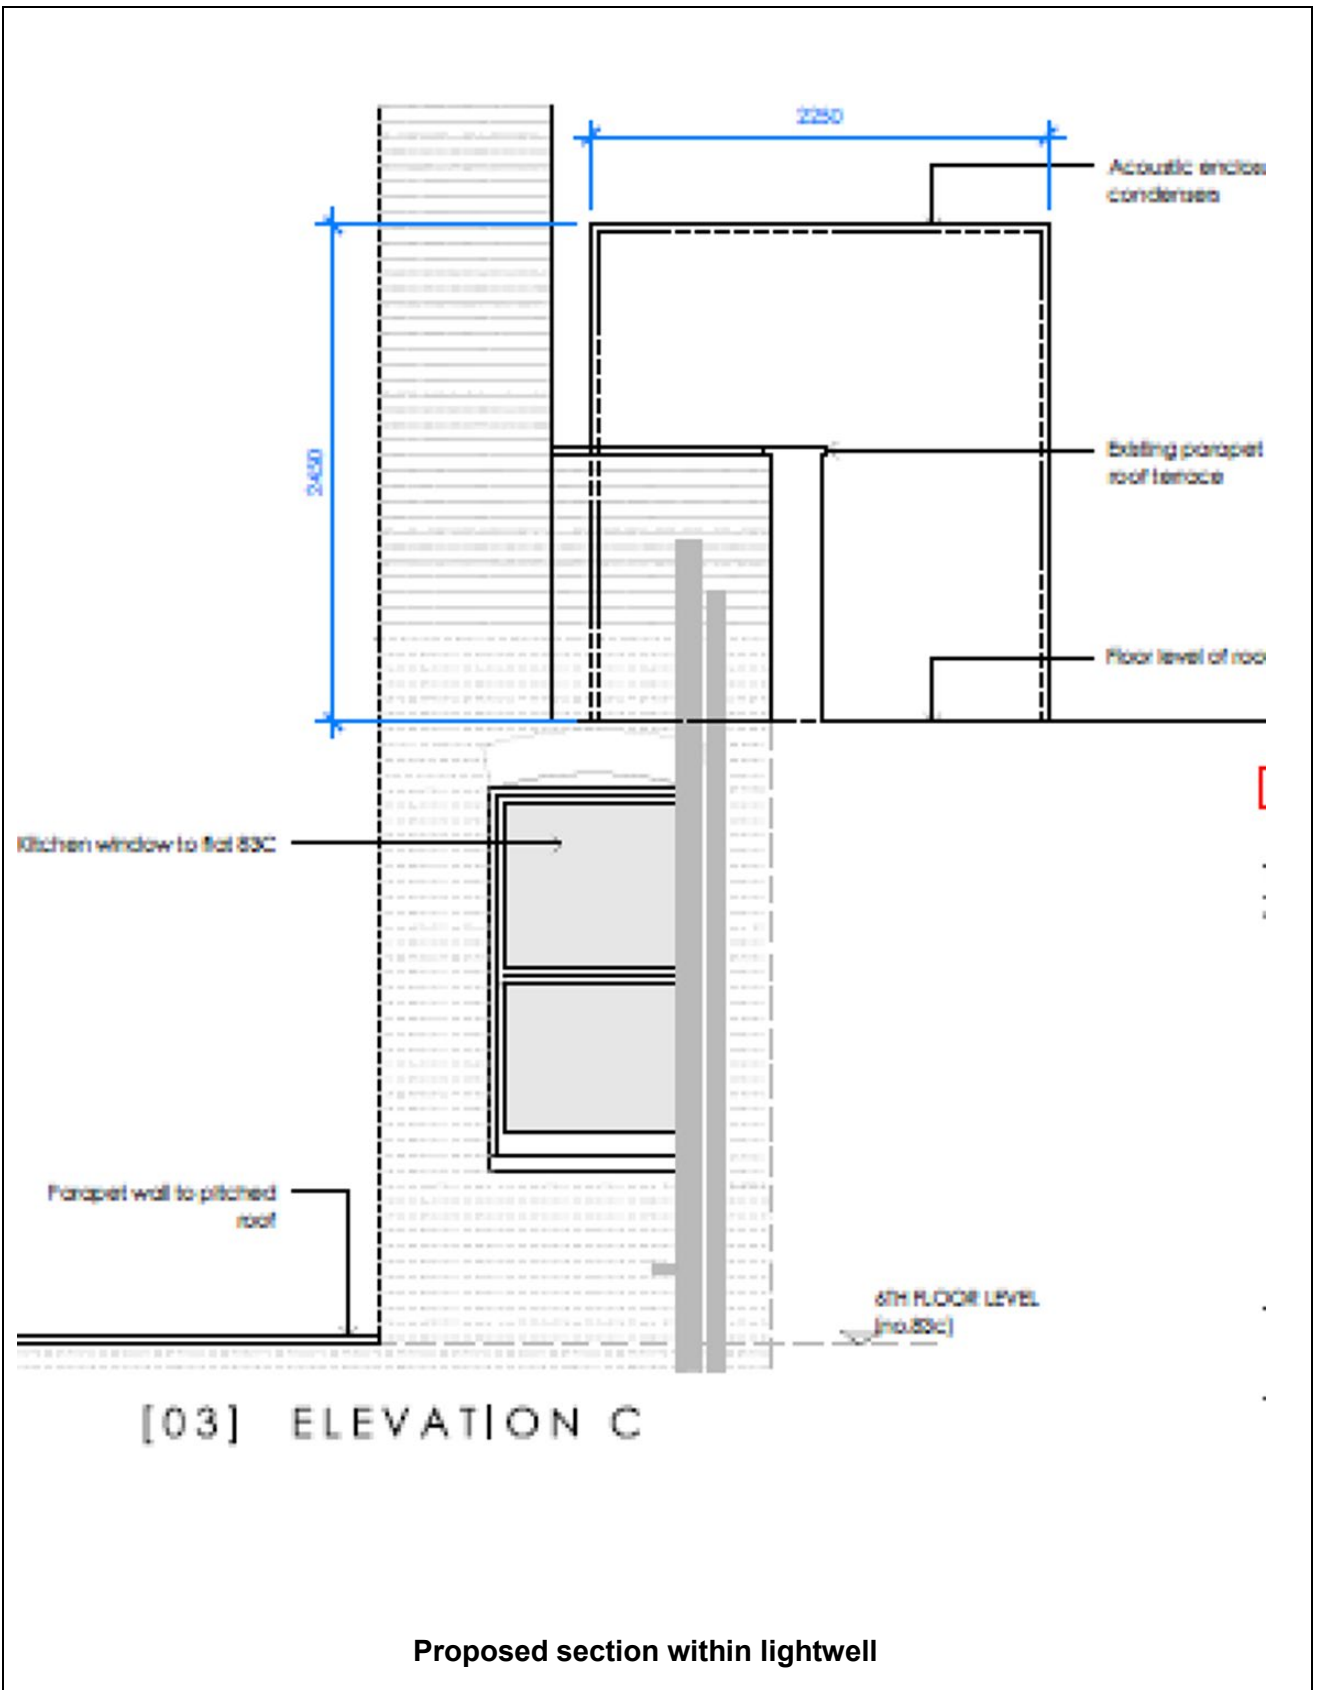 2250
Acoustic enclos
condensers
2450
Existing parapet
roof terrace
Floor level of roo
Kitchen window to flat 83C
Parapet wall to pitched
roof
6TH FLOOR LEVEL
[no.83c]
[03] ELEVATION C
Proposed section within lightwell